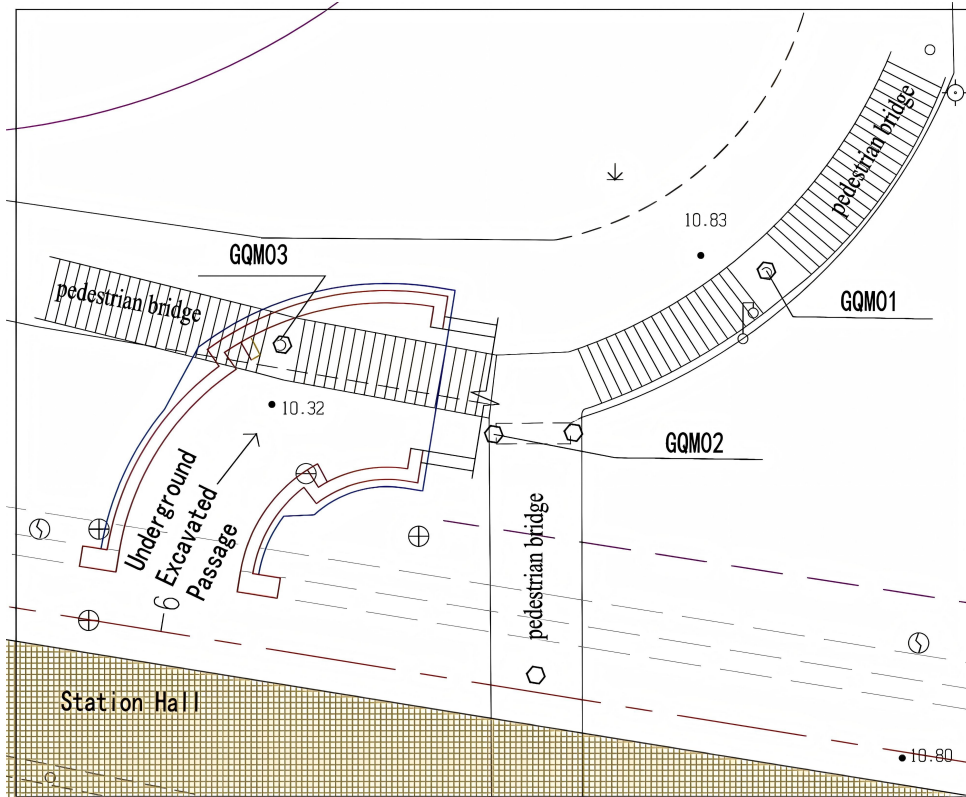 pedestrian bridge
10.83
GQM03
pedestrian bridge
GQM01
10.32
GQM02
Underground
Excavated
Passage
pedestrian bridge
6
Station Hall
10.80